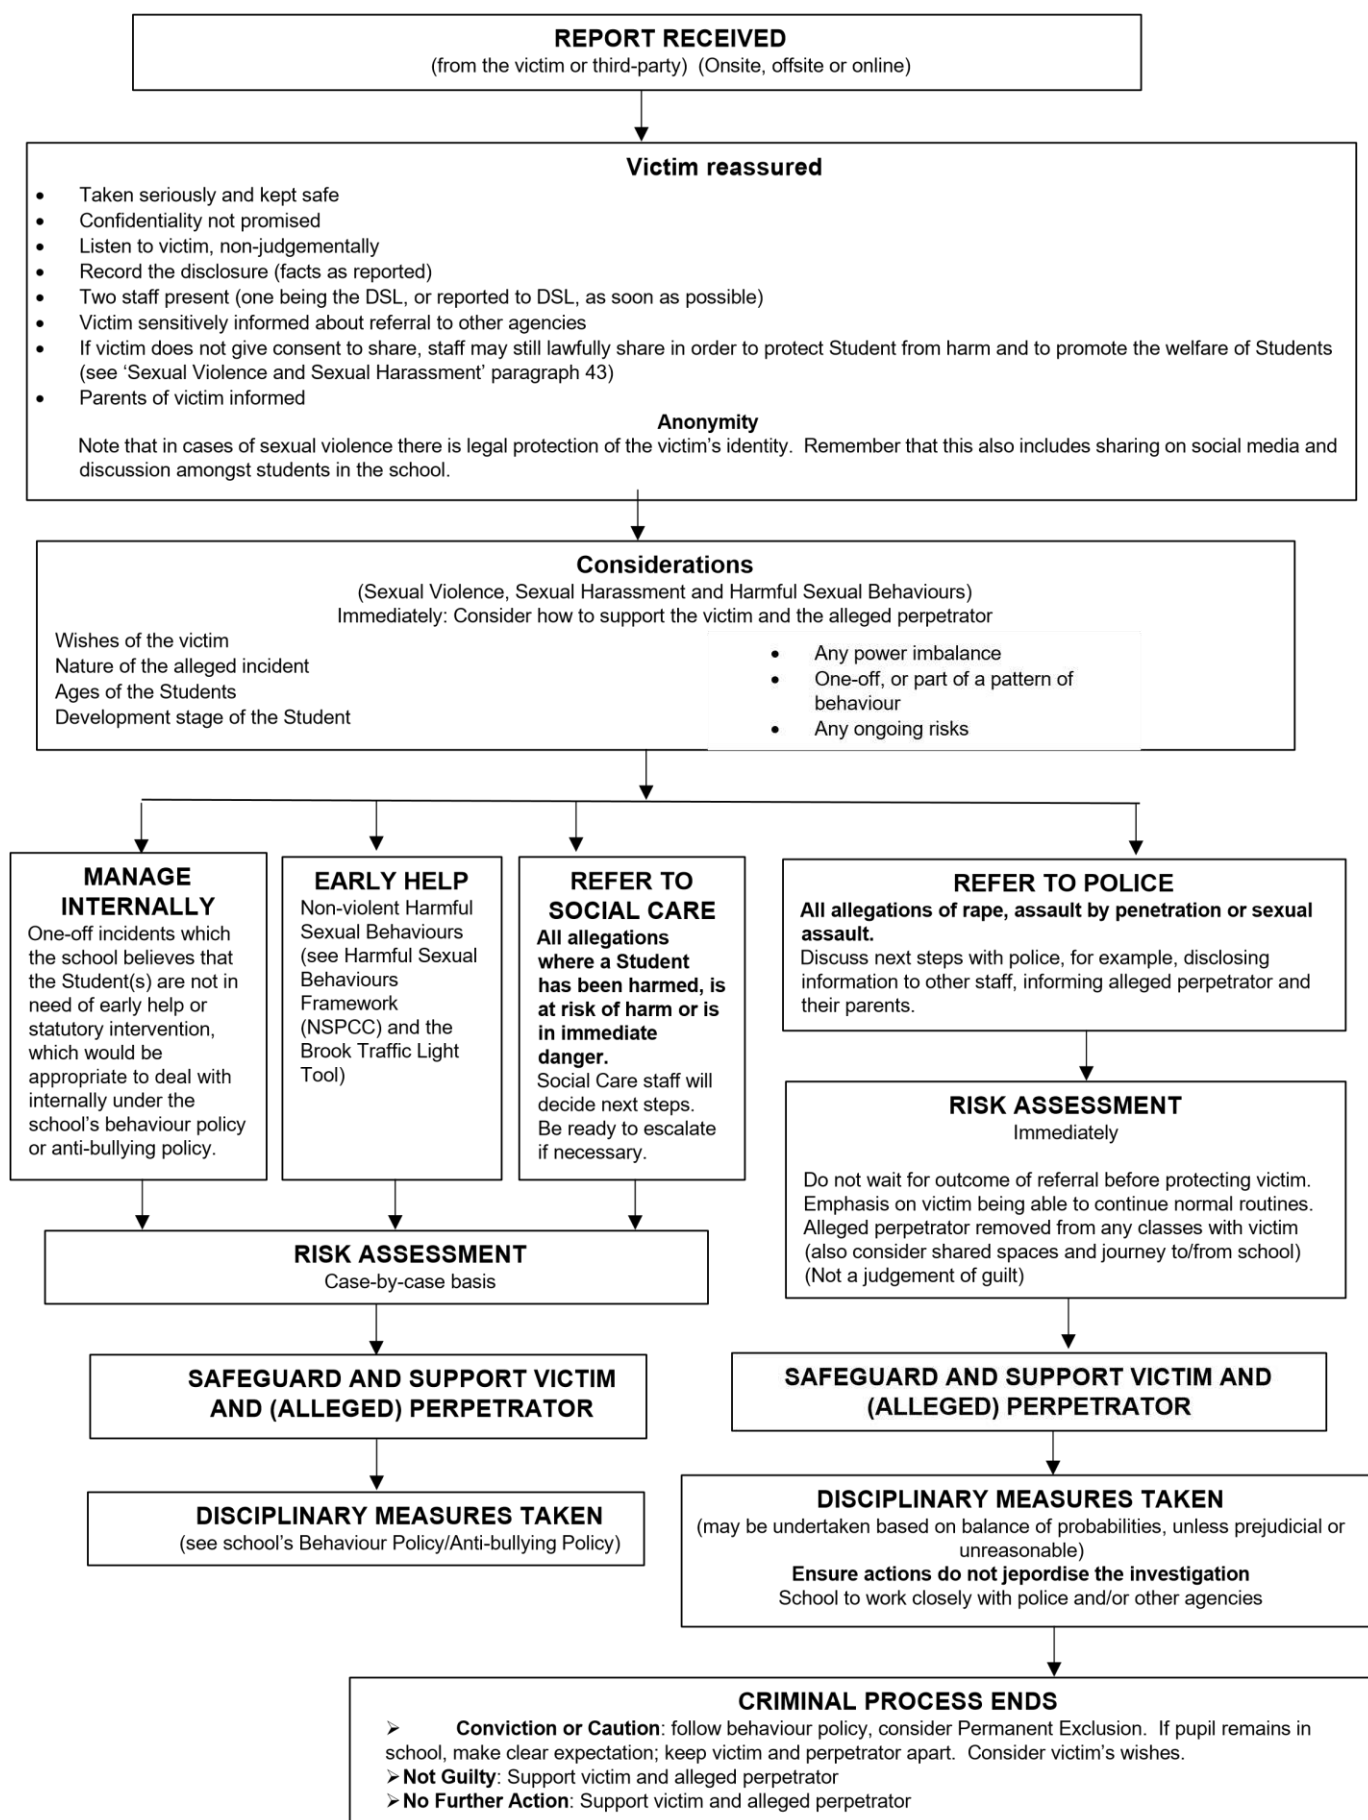 REPORT RECEIVED
(from the victim or third-party)  (Onsite, offsite or online)
Victim reassured
• Taken seriously and kept safe
• Confidentiality not promised
• Listen to victim, non-judgementally
• Record the disclosure (facts as reported)
• Two staff present (one being the DSL, or reported to DSL, as soon as possible)
• Victim sensitively informed about referral to other agencies
• If victim does not give consent to share, staff may still lawfully share in order to protect Student from harm and to promote the welfare of Students
(see ‘Sexual Violence and Sexual Harassment’ paragraph 43)
• Parents of victim informed
Anonymity
Note that in cases of sexual violence there is legal protection of the victim’s identity.  Remember that this also includes sharing on social media and
discussion amongst students in the school.
Considerations
(Sexual Violence, Sexual Harassment and Harmful Sexual Behaviours)
Immediately: Consider how to support the victim and the alleged perpetrator
Wishes of the victim
Nature of the alleged incident
Ages of the Students
Development stage of the Student
• Any power imbalance
• One-off, or part of a pattern of
behaviour
• Any ongoing risks
MANAGE
INTERNALLY
One-off incidents which
the school believes that
the Student(s) are not in
need of early help or
statutory intervention,
which would be
appropriate to deal with
internally under the
school’s behaviour policy
or anti-bullying policy.
EARLY HELP
Non-violent Harmful
Sexual Behaviours
(see Harmful Sexual
Behaviours
Framework
(NSPCC) and the
Brook Traffic Light
Tool)
REFER TO
SOCIAL CARE
All allegations
where a Student
has been harmed, is
at risk of harm or is
in immediate
danger.
Social Care staff will
decide next steps.
Be ready to escalate
if necessary.
REFER TO POLICE
All allegations of rape, assault by penetration or sexual
assault.
Discuss next steps with police, for example, disclosing
information to other staff, informing alleged perpetrator and
their parents.
RISK ASSESSMENT
Case-by-case basis
RISK ASSESSMENT
Immediately
Do not wait for outcome of referral before protecting victim.
Emphasis on victim being able to continue normal routines.
Alleged perpetrator removed from any classes with victim
(also consider shared spaces and journey to/from school)
(Not a judgement of guilt)
SAFEGUARD AND SUPPORT VICTIM
AND (ALLEGED) PERPETRATOR
SAFEGUARD AND SUPPORT VICTIM AND
(ALLEGED) PERPETRATOR
DISCIPLINARY MEASURES TAKEN
(see school’s Behaviour Policy/Anti-bullying Policy)
DISCIPLINARY MEASURES TAKEN
(may be undertaken based on balance of probabilities, unless prejudicial or
unreasonable)
Ensure actions do not jepordise the investigation
School to work closely with police and/or other agencies
CRIMINAL PROCESS ENDS
➢ Conviction or Caution: follow behaviour policy, consider Permanent Exclusion.  If pupil remains in
school, make clear expectation; keep victim and perpetrator apart.  Consider victim’s wishes.
➢ Not Guilty: Support victim and alleged perpetrator
➢ No Further Action: Support victim and alleged perpetrator